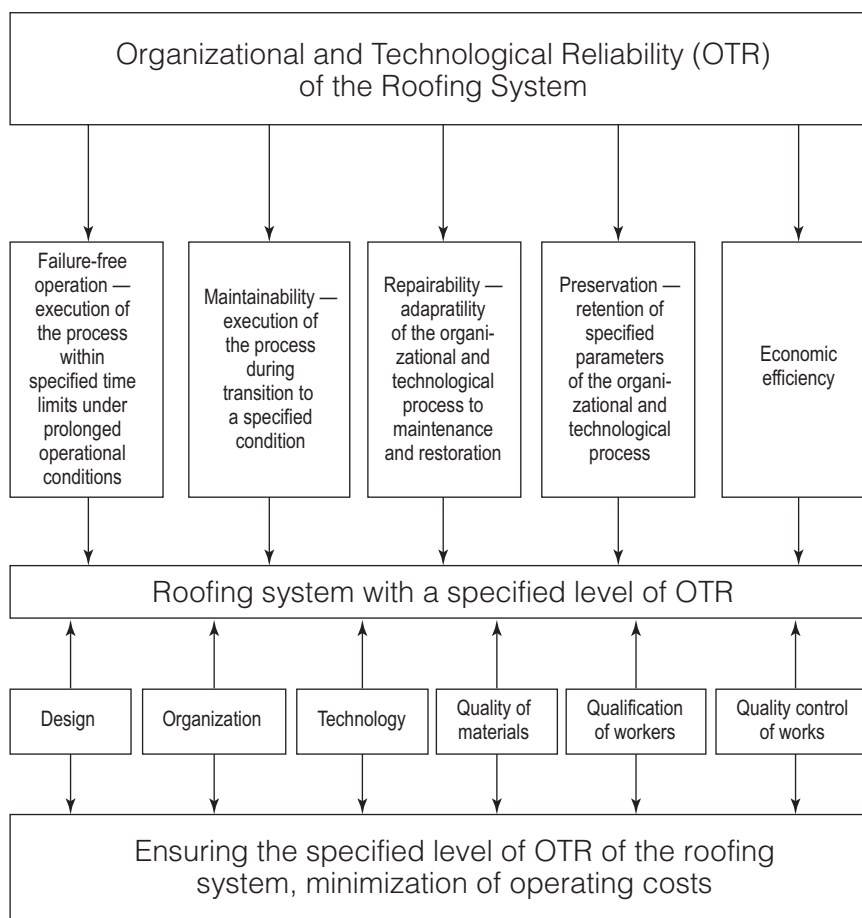 Organizational and Technological Reliability (OTR)
of the Roofing System
Failure-free
operation —
execution of
the process
within
specified time
limits under
prolonged
operational
conditions
Maintainability —
execution of
the process
during
transition to
a specified
condition
Repairability —
adapratility
of the organi-
zational and
technological
process to
maintenance
and restoration
Preservation —
retention of
specified
parameters
of the organi-
zational and
technological
process
Economic
efficiency
Roofing system with a specified level of OTR
Design
Organization
Technology
Quality of
materials
Qualification
of workers
Quality control
of works
Ensuring the specified level of OTR of the roofing
system, minimization of operating costs